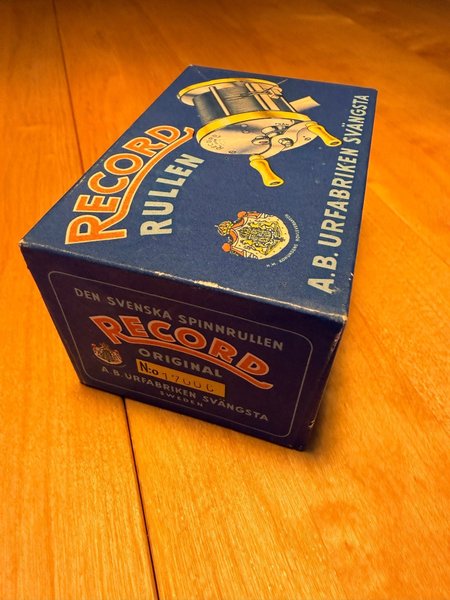 RECORD
RULLEN
A.B. URFABRIKEN SVÄNGSTA
DEN SVENSKA SPINNRULLEN
RECORD
ORIGINAL
N:o
A.B. URFABRIKEN SVÄNGSTA
SWEDEN